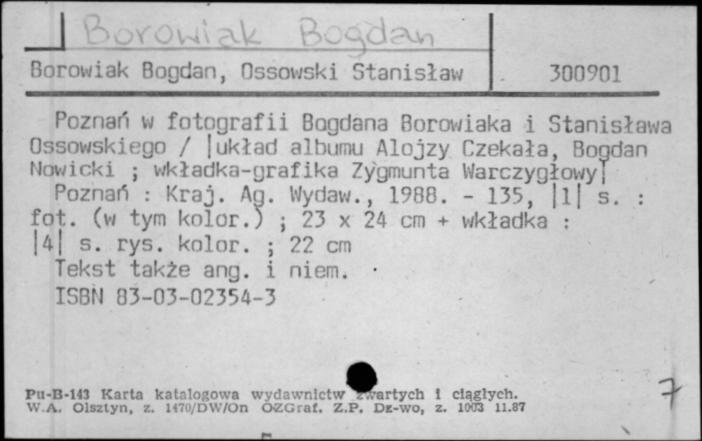 Borowiak Bogdan
Borowiak Bogdan, Ossowski Stanisław 300901
Poznań w fotografii Bogdana Borowiaka i Stanisława
Ossowskiego / |układ albumu Alojzy Czekała, Bogdan
Nowicki ; wkładka-grafika Zygmunta Warczygłowy|
Poznań : Kraj. Ag. Wydaw., 1988. - 135, |1| s. :
fot. (w tym kolor.) ; 23 x 24 cm + wkładka :
|4| s. rys. kolor. ; 22 cm
Tekst także ang. i niem.
ISBN 83-03-02354-3
Pu-B-143 Karta katalogowa wydawnictw zwartych i ciągłych.
W.A. Olsztyn, z. 1470/DW/On OZGraf. Z.P. Dz-wo, z. 1003 11.87
7